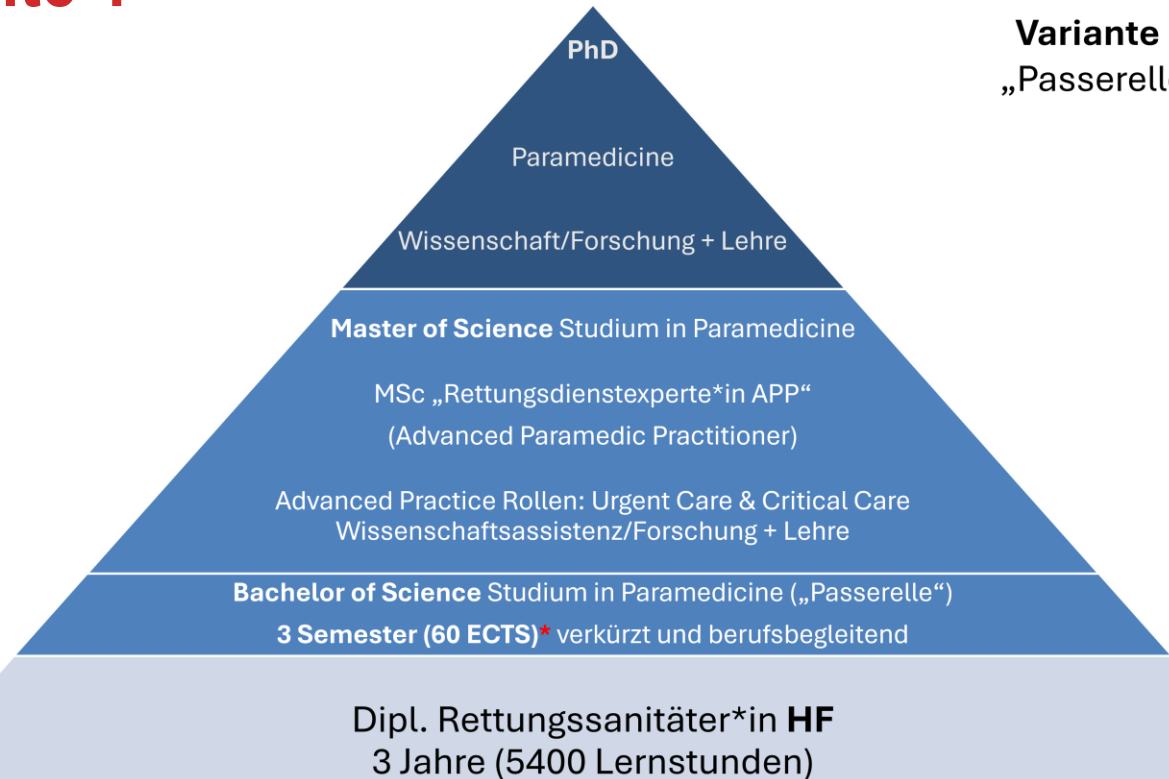 Variante
„Passerelle
PhD
Paramedicine
Wissenschaft/Forschung + Lehre
Master of Science Studium in Paramedicine
MSc „Rettungsdienstexperte*in APP“
(Advanced Paramedic Practitioner)
Advanced Practice Rollen: Urgent Care & Critical Care
Wissenschaftsassistenz/Forschung + Lehre
Bachelor of Science Studium in Paramedicine („Passerelle“)
3 Semester (60 ECTS)* verkürzt und berufsbegleitend
Dipl. Rettungssanitäter*in HF
3 Jahre (5400 Lernstunden)